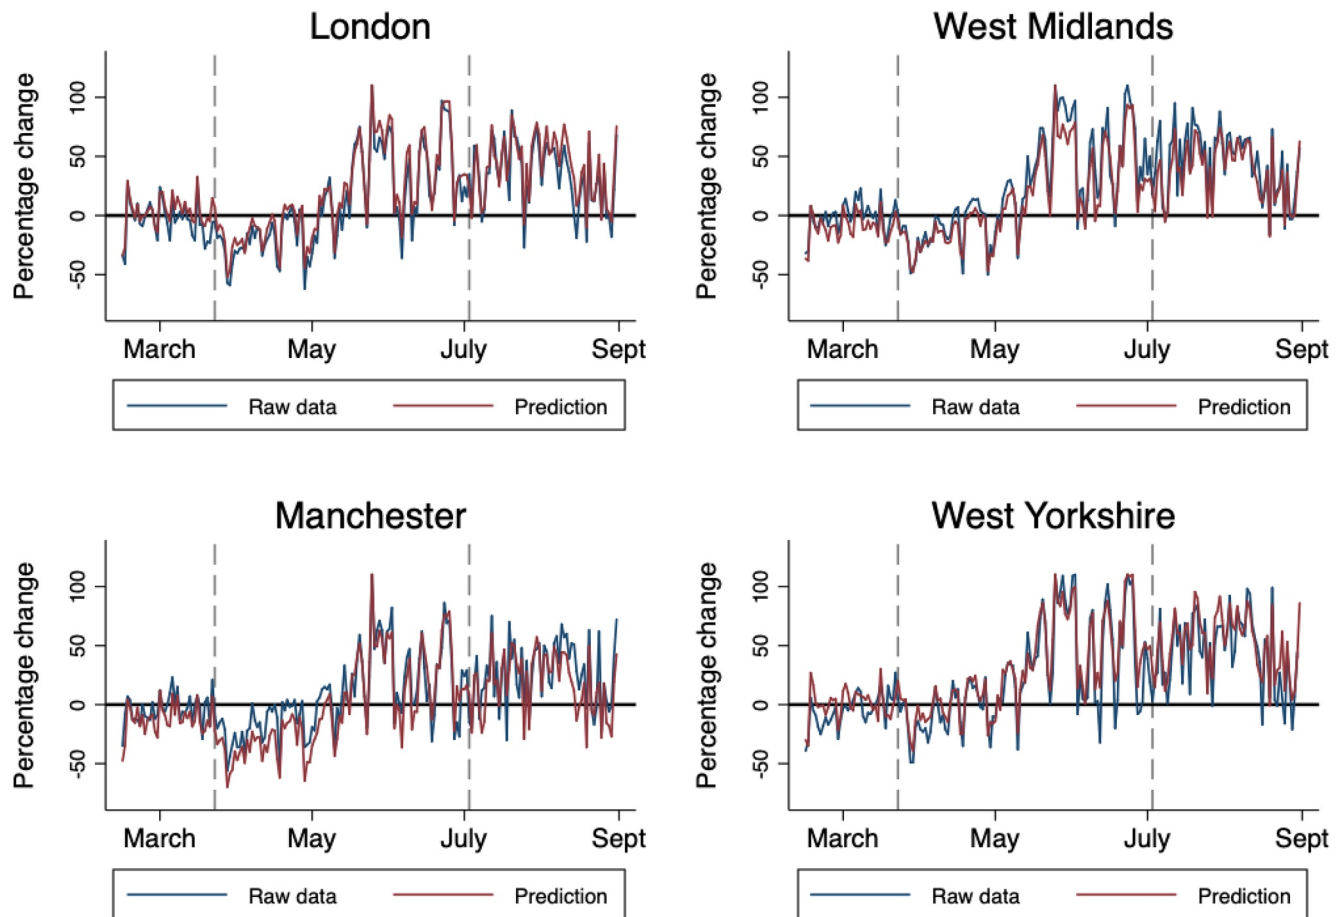 London
Percentage change
100
50
0
-50
March May July Sept
Raw data Prediction
West Midlands
Percentage change
100
50
0
-50
March May July Sept
Raw data Prediction
Manchester
Percentage change
100
50
0
-50
March May July Sept
Raw data Prediction
West Yorkshire
Percentage change
100
50
0
-50
March May July Sept
Raw data Prediction